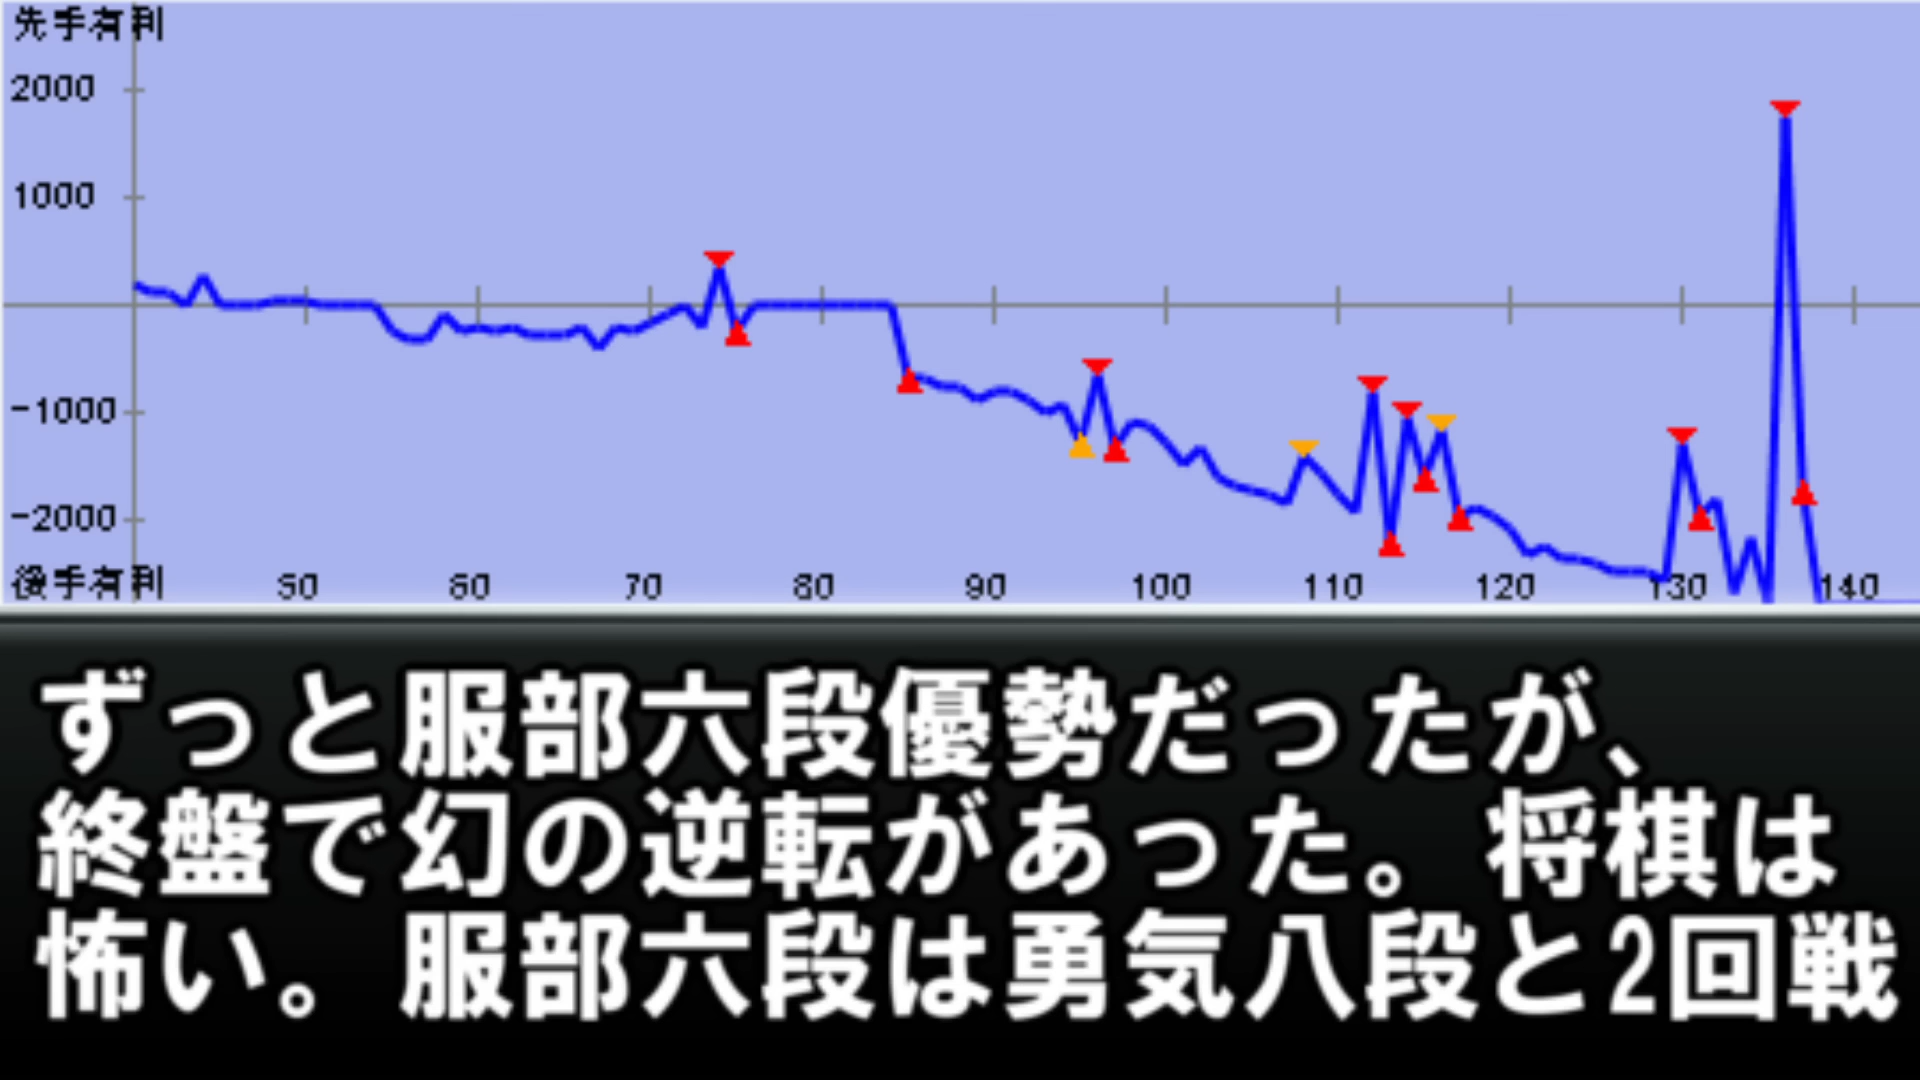 先手有利
2000
1000
-1000
-2000
後手有利
50 60 70 80 90 100 110 120 130 140
ずっと服部六段優勢だったが、
終盤で幻の逆転があった。将棋は
怖い。服部六段は勇気八段と2回戦